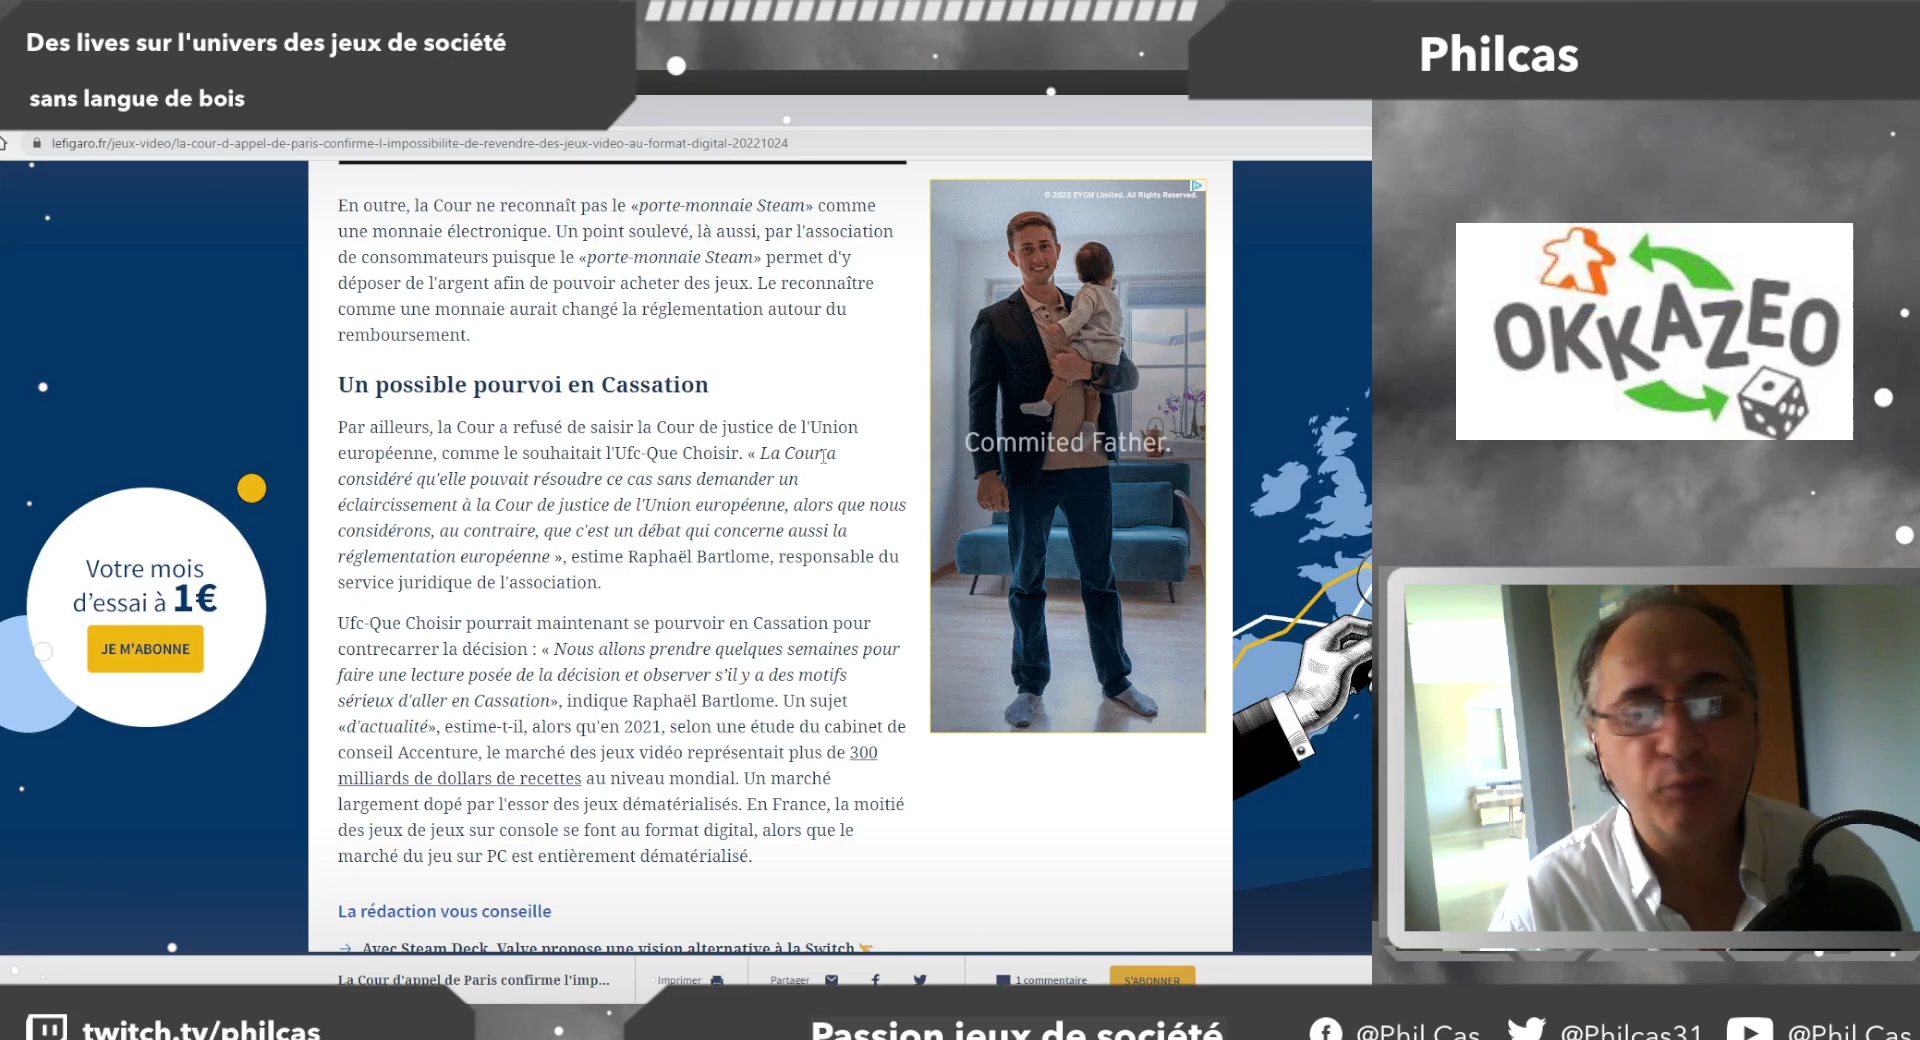 Des lives sur l'univers des jeux de société
sans langue de bois
Philcas
lefigaro.fr/jeux-video/la-cour-d-appel-de-paris-confirme-l-impossibilite-de-revendre-des-jeux-video-au-format-digital-20221024
En outre, la Cour ne reconnaît pas le «porte-monnaie Steam» comme
une monnaie électronique. Un point soulevé, là aussi, par l'association
de consommateurs puisque le «porte-monnaie Steam» permet d'y
déposer de l'argent afin de pouvoir acheter des jeux. Le reconnaître
comme une monnaie aurait changé la réglementation autour du
remboursement.
Un possible pourvoi en Cassation
Par ailleurs, la Cour a refusé de saisir la Cour de justice de l'Union
européenne, comme le souhaitait l'Ufc-Que Choisir. « La Cour a
considéré qu'elle pouvait résoudre ce cas sans demander un
éclaircissement à la Cour de justice de l'Union européenne, alors que nous
considérons, au contraire, que c'est un débat qui concerne aussi la
réglementation européenne », estime Raphaël Bartlome, responsable du
service juridique de l'association.
Ufc-Que Choisir pourrait maintenant se pourvoir en Cassation pour
contrecarrer la décision : « Nous allons prendre quelques semaines pour
faire une lecture posée de la décision et observer s'il y a des motifs
sérieux d'aller en Cassation», indique Raphaël Bartlome. Un sujet
«d'actualité», estime-t-il, alors qu'en 2021, selon une étude du cabinet de
conseil Accenture, le marché des jeux vidéo représentait plus de 300
milliards de dollars de recettes au niveau mondial. Un marché
largement dopé par l'essor des jeux dématérialisés. En France, la moitié
des jeux de jeux sur console se font au format digital, alors que le
marché du jeu sur PC est entièrement dématérialisé.
La rédaction vous conseille
→ Avec Steam Deck, Valve propose une vision alternative à la Switch
© 2022 EYGM Limited. All Rights Reserved.
Commited Father.
Votre mois
d'essai à 1€
JE M'ABONNE
OKKAZEO
La Cour d'appel de Paris confirme l'imp...
Imprimer
Partager
1 commentaire
S'ABONNER
twitch.tv/philcas
Passion jeux de société
@Phil Cas
@Philcas31
@Phil Cas